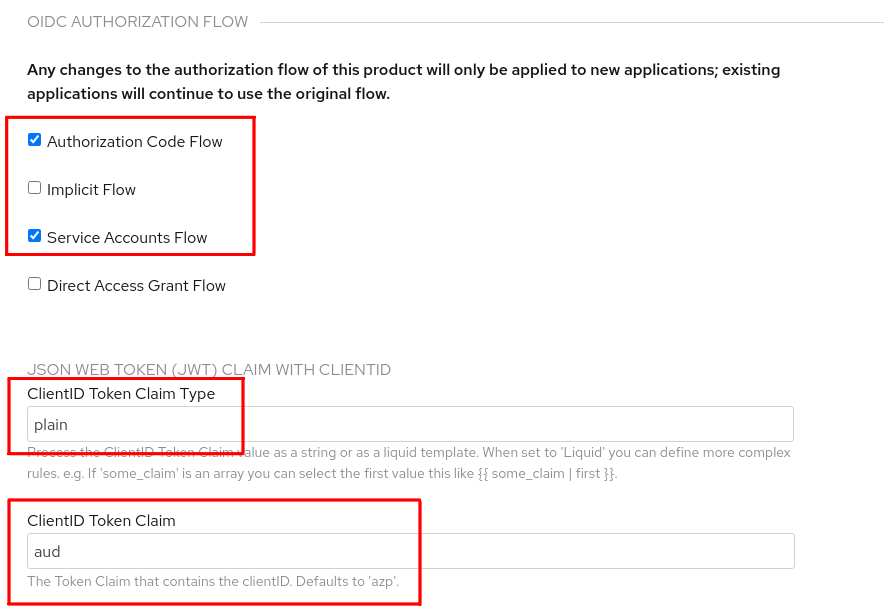 OIDC AUTHORIZATION FLOW
Any changes to the authorization flow of this product will only be applied to new applications; existing
applications will continue to use the original flow.
Authorization Code Flow
Implicit Flow
Service Accounts Flow
Direct Access Grant Flow
JSON WEB TOKEN (JWT) CLAIM WITH CLIENTID
ClientID Token Claim Type
plain
Process the ClientID Token Claim value as a string or as a liquid template. When set to 'Liquid' you can define more complex
rules. e.g. If 'some_claim' is an array you can select the first value this like {{ some_claim | first }}.
ClientID Token Claim
aud
The Token Claim that contains the clientID. Defaults to 'azp'.